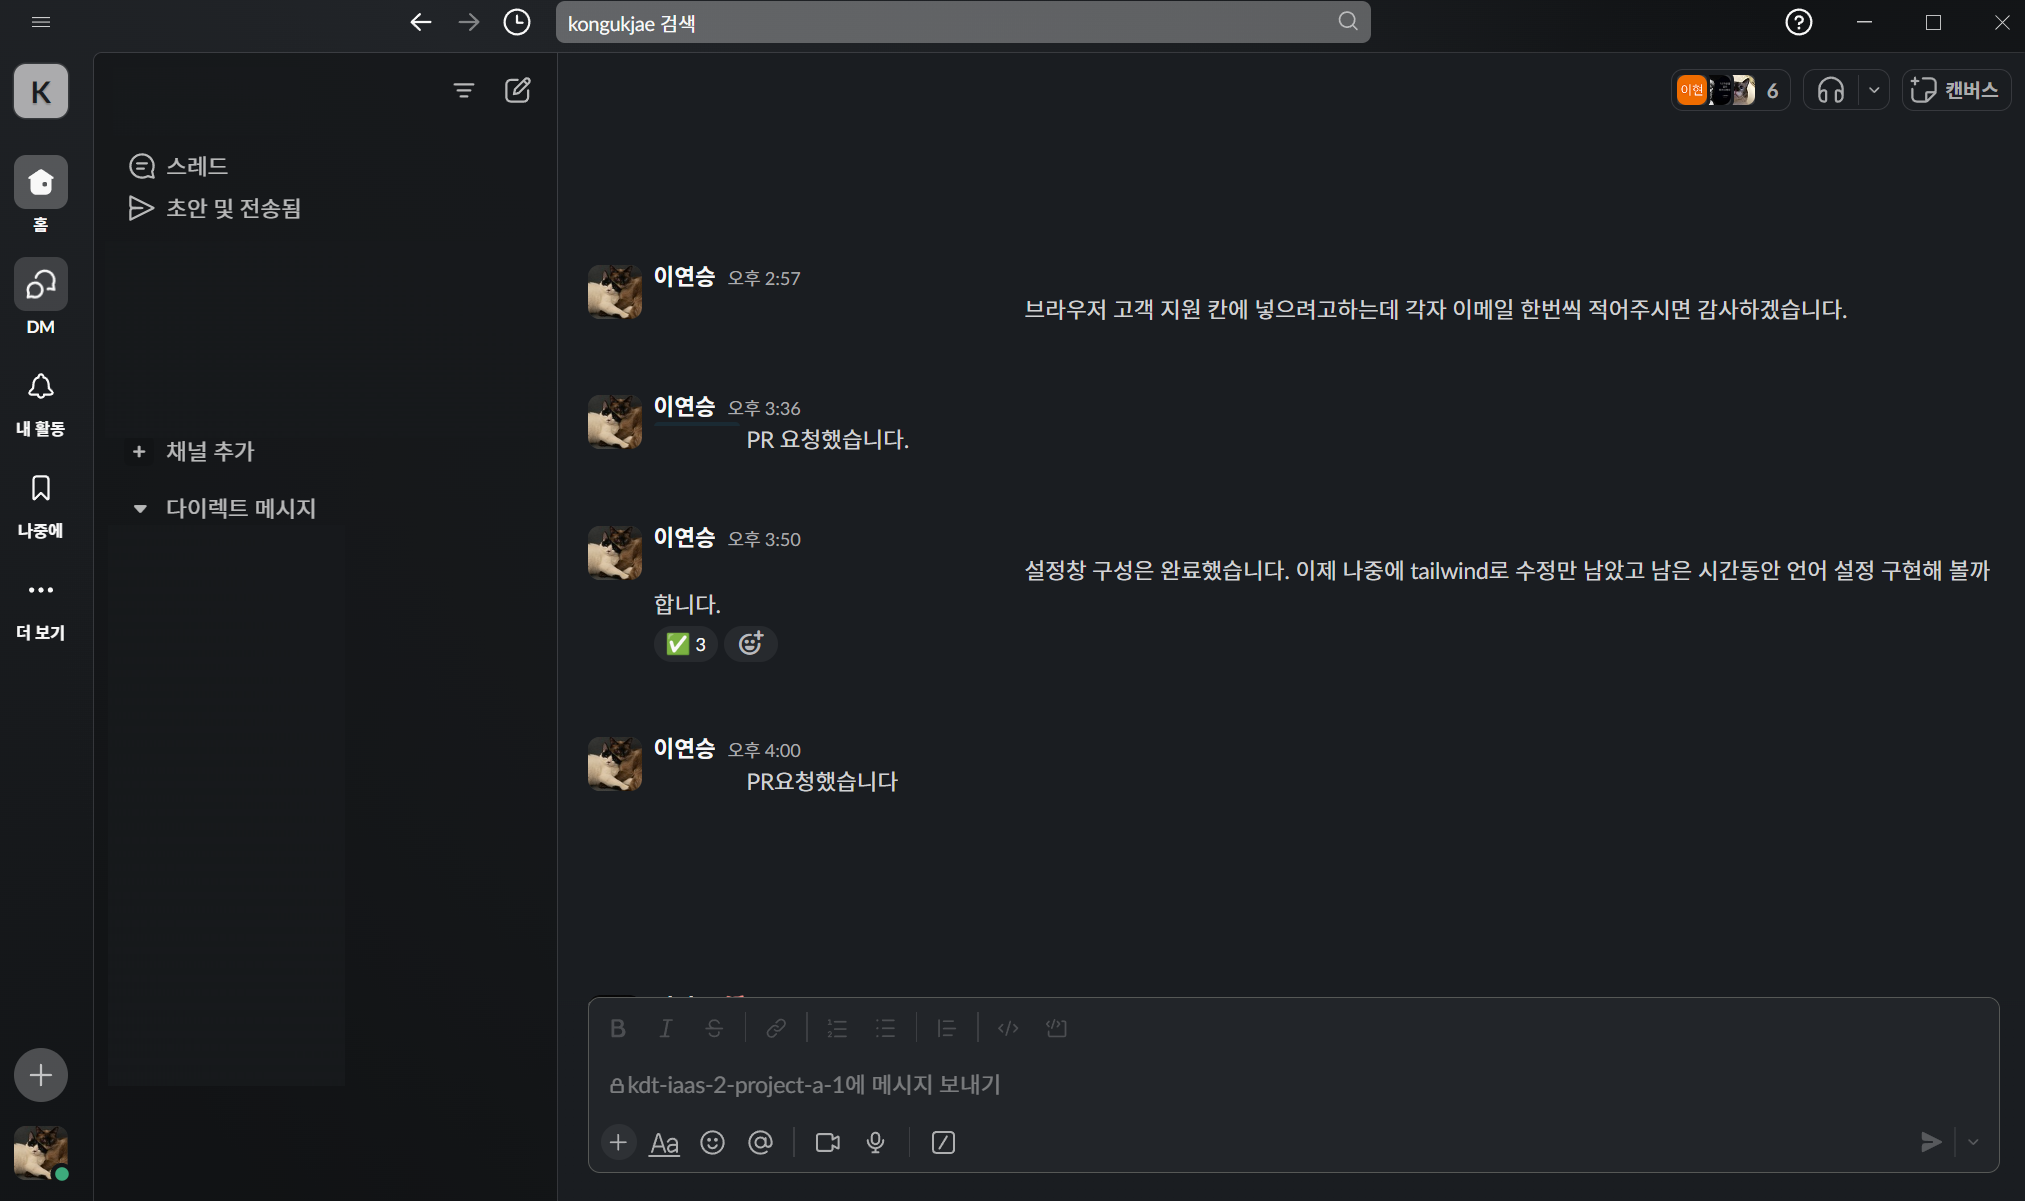 kongukjae 검색
이현
6
캔버스
K
홈
DM
내 활동
나중에
더 보기
스레드
초안 및 전송됨
채널 추가
다이렉트 메시지
이연승 오후 2:57
브라우저 고객 지원 칸에 넣으려고하는데 각자 이메일 한번씩 적어주시면 감사하겠습니다.
이연승 오후 3:36
PR 요청했습니다.
이연승 오후 3:50
설정창 구성은 완료했습니다. 이제 나중에 tailwind로 수정만 남았고 남은 시간동안 언어 설정 구현해 볼까
합니다.
✅ 3
이연승 오후 4:00
PR요청했습니다
kdt-iaas-2-project-a-1에 메시지 보내기
Aa